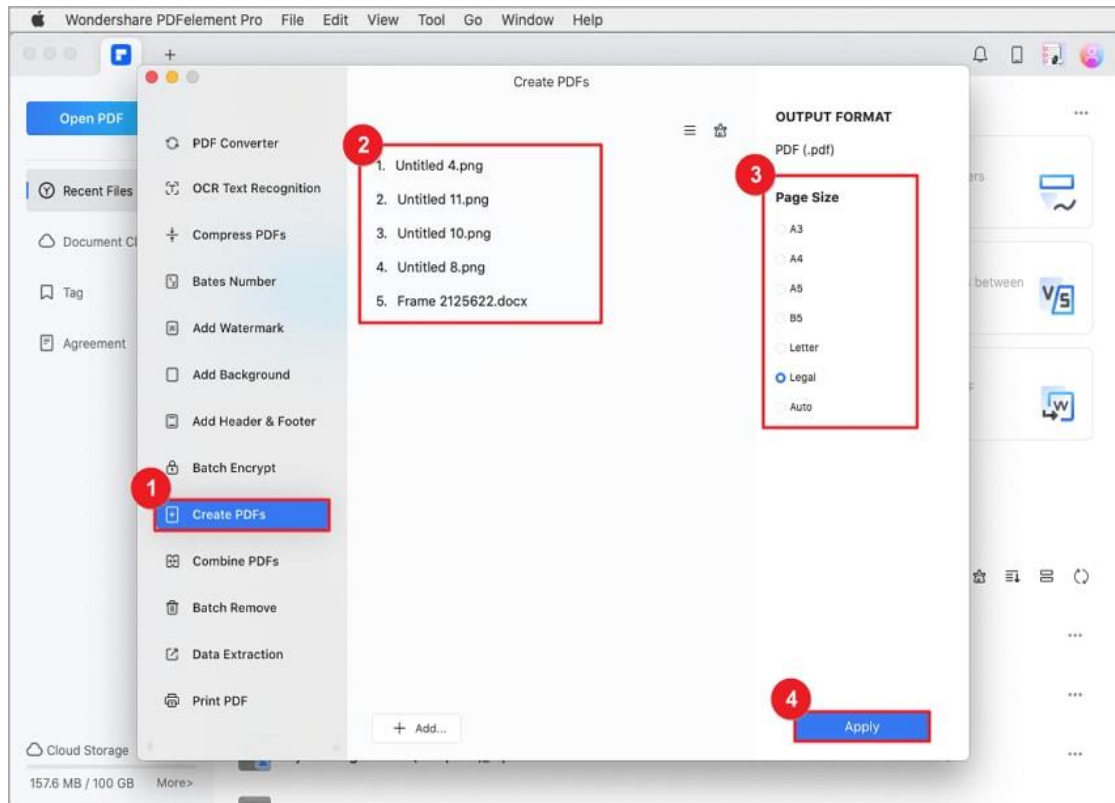 Wondershare PDFelement Pro File Edit View Tool Go Window Help
Create PDFs
Open PDF
Recent Files
Document Cl
Tag
Agreement
Cloud Storage
157.6 MB / 100 GB More>
PDF Converter
OCR Text Recognition
Compress PDFs
Bates Number
Add Watermark
Add Background
Add Header & Footer
Batch Encrypt
1
Create PDFs
Combine PDFs
Batch Remove
Data Extraction
Print PDF
2
1. Untitled 4.png
2. Untitled 11.png
3. Untitled 10.png
4. Untitled 8.png
5. Frame 2125622.docx
+ Add...
OUTPUT FORMAT
PDF (.pdf)
3
Page Size
A3
A4
A5
B5
Letter
Legal
Auto
4
Apply
ers
between
V/S
W